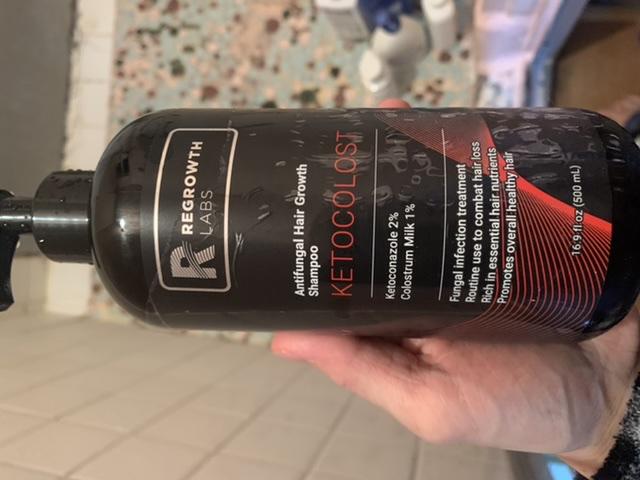 R REGROWTH
LABS
Antifungal Hair Growth
Shampoo
KETOCOLOST
Ketoconazole 2%
Colostrum Milk 1%
Fungal infection treatment
Routine use to combat hair loss
Rich in essential hair nutrients
Promotes overall healthy hair
16.9 fl oz (500 mL)